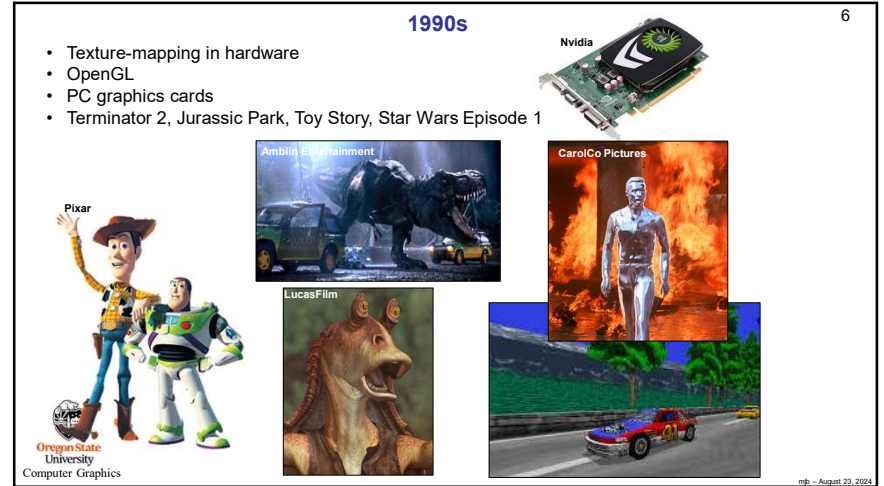 1990s
6
• Texture-mapping in hardware
• OpenGL
• PC graphics cards
• Terminator 2, Jurassic Park, Toy Story, Star Wars Episode 1
Nvidia
Amblin Entertainment
CarolCo Pictures
Pixar
LucasFilm
41
Oregon State
University
Computer Graphics
mjb – August 23, 2024